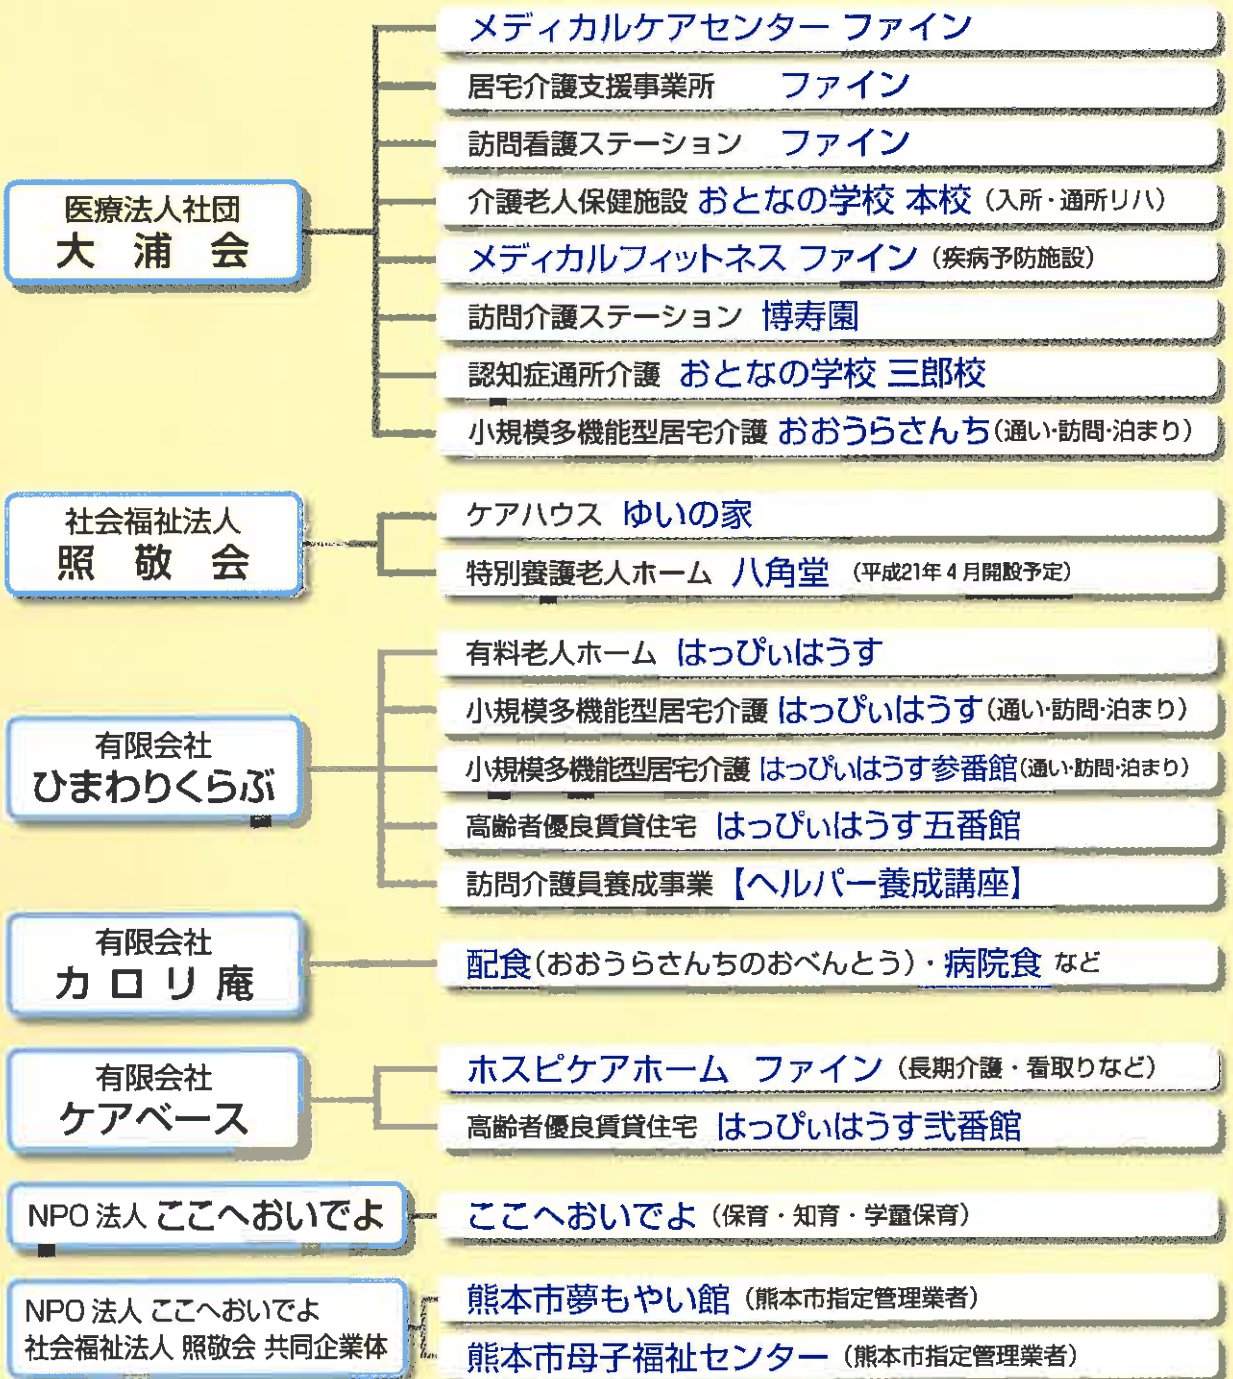 医療法人社団
大浦会
メディカルケアセンター ファイン
居宅介護支援事業所 ファイン
訪問看護ステーション ファイン
介護老人保健施設 おとなの学校 本校 (入所・通所リハ)
メディカルフィットネス ファイン (疾病予防施設)
訪問介護ステーション 博寿園
認知症通所介護 おとなの学校 三郎校
小規模多機能型居宅介護 おおうらさんち (通い・訪問・泊まり)
社会福祉法人
照敬会
ケアハウス ゆいの家
特別養護老人ホーム 八角堂 (平成21年4月開設予定)
有限会社
ひまわりくらぶ
有料老人ホーム はっぴぃはうす
小規模多機能型居宅介護 はっぴぃはうす (通い・訪問・泊まり)
小規模多機能型居宅介護 はっぴぃはうす参番館 (通い・訪問・泊まり)
高齢者優良賃貸住宅 はっぴぃはうす五番館
訪問介護員養成事業【ヘルパー養成講座】
有限会社
カロリ庵
配食(おおうらさんちのおべんとう)・病院食 など
有限会社
ケアベース
ホスピケアホーム ファイン (長期介護・看取りなど)
高齢者優良賃貸住宅 はっぴぃはうす弐番館
NPO法人 ここへおいでよ
ここへおいでよ (保育・知育・学童保育)
NPO法人 ここへおいでよ
社会福祉法人 照敬会 共同企業体
熊本市夢もやい館 (熊本市指定管理業者)
熊本市母子福祉センター (熊本市指定管理業者)